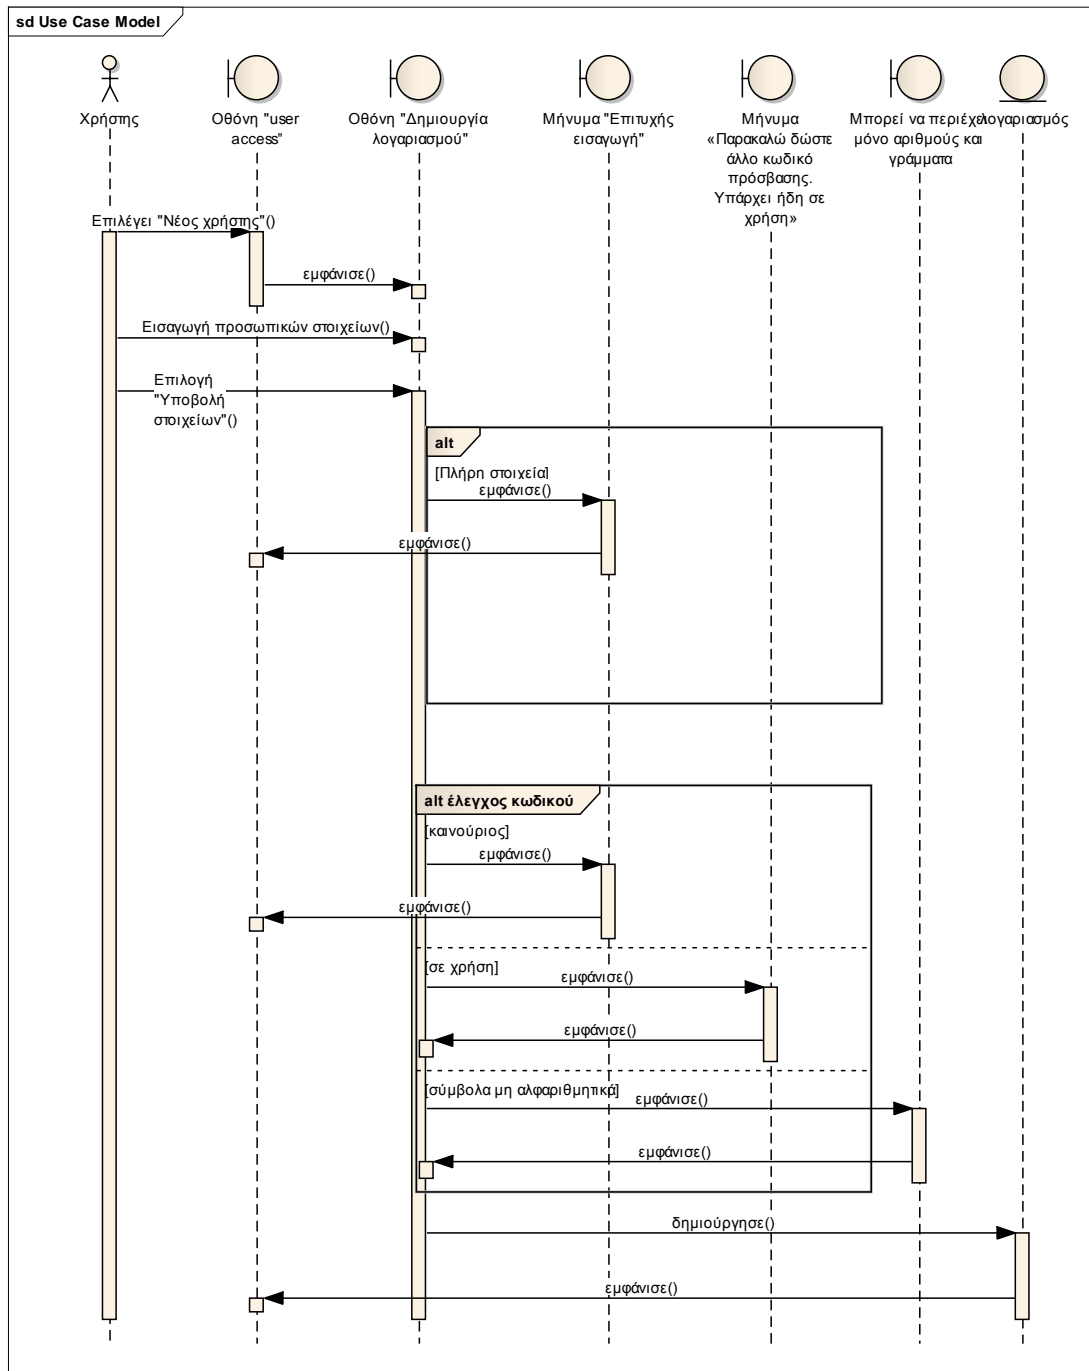 sd Use Case Model
Χρήστης
Οθόνη "user
access"
Οθόνη "Δημιουργία
λογαριασμού"
Μήνυμα "Επιτυχής
εισαγωγή"
Μήνυμα
«Παρακαλώ δώστε
άλλο κωδικό
πρόσβασης.
Υπάρχει ήδη σε
χρήση»
Μπορεί να περιέχει
μόνο αριθμούς και
γράμματα
λογαριασμός
Επιλέγει "Νέος χρήστης"()
εμφάνισε()
Εισαγωγή προσωπικών στοιχείων()
Επιλογή
"Υποβολή
στοιχείων"()
alt
[Πλήρη στοιχεία]
εμφάνισε()
εμφάνισε()
alt έλεγχος κωδικού
[καινούριος]
εμφάνισε()
εμφάνισε()
[σε χρήση]
εμφάνισε()
εμφάνισε()
[σύμβολα μη αλφαριθμητικά]
εμφάνισε()
εμφάνισε()
δημιούργησε()
εμφάνισε()